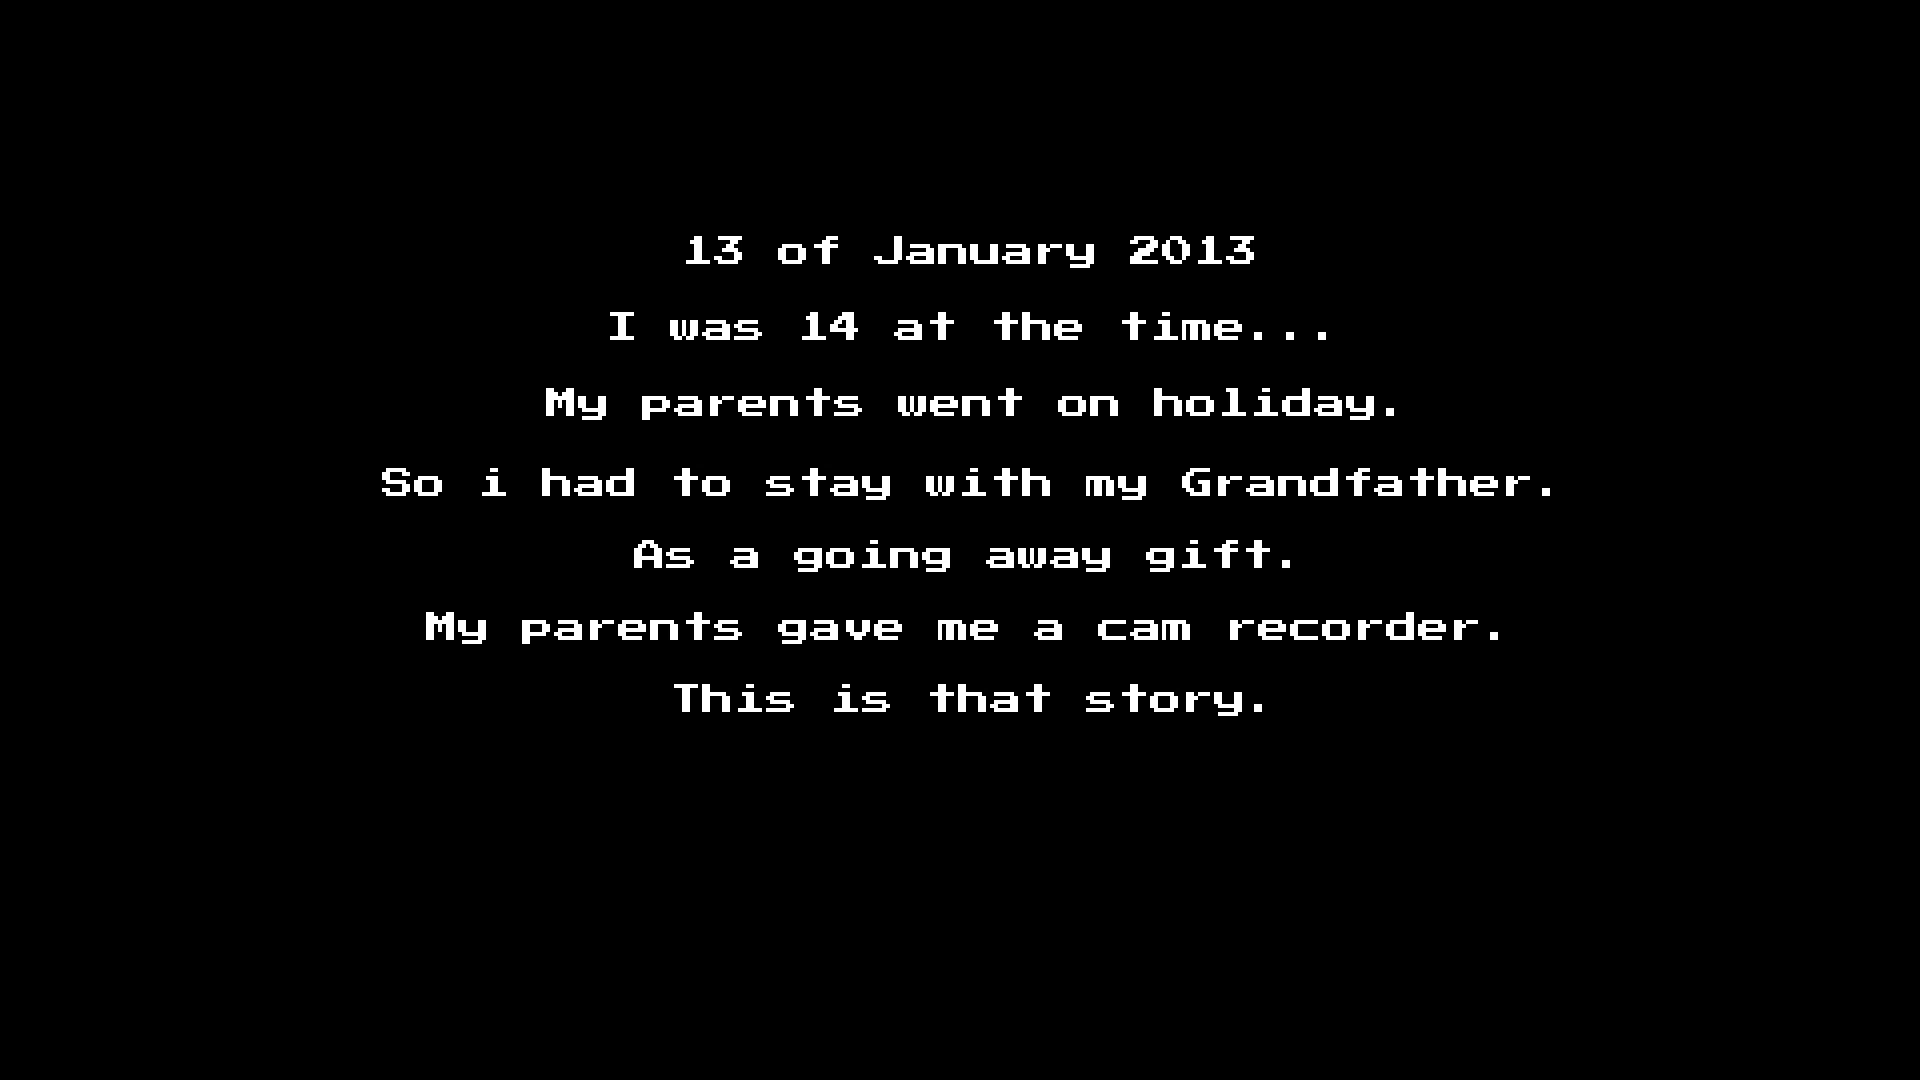 13 of January 2013
I was 14 at the time...
My parents went on holiday.
So i had to stay with my Grandfather.
As a going away gift.
My parents gave me a cam recorder.
This is that story.